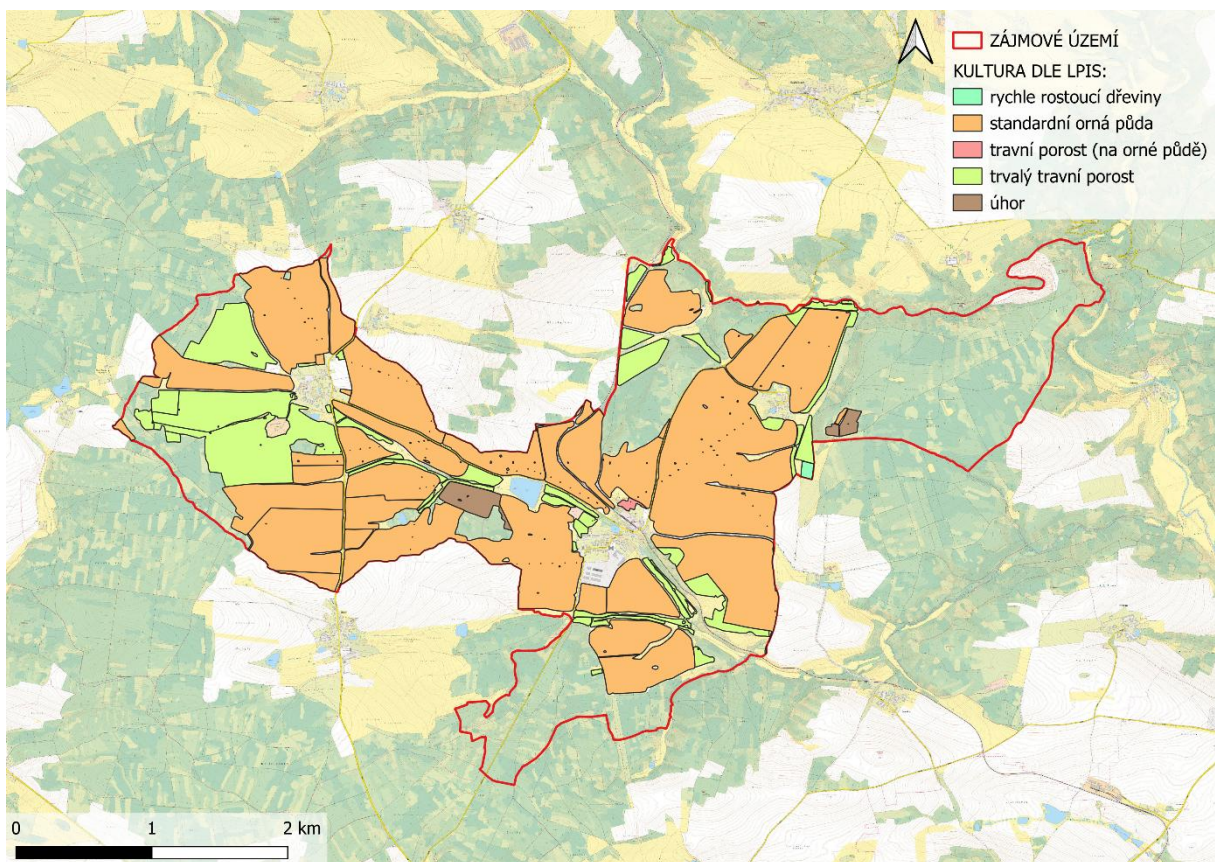 ZÁJMOVÉ ÚZEMÍ
KULTURA DLE LPIS:
rychle rostoucí dřeviny
standardní orná půda
travní porost (na orné půdě)
trvalý travní porost
úhor
0 1 2 km